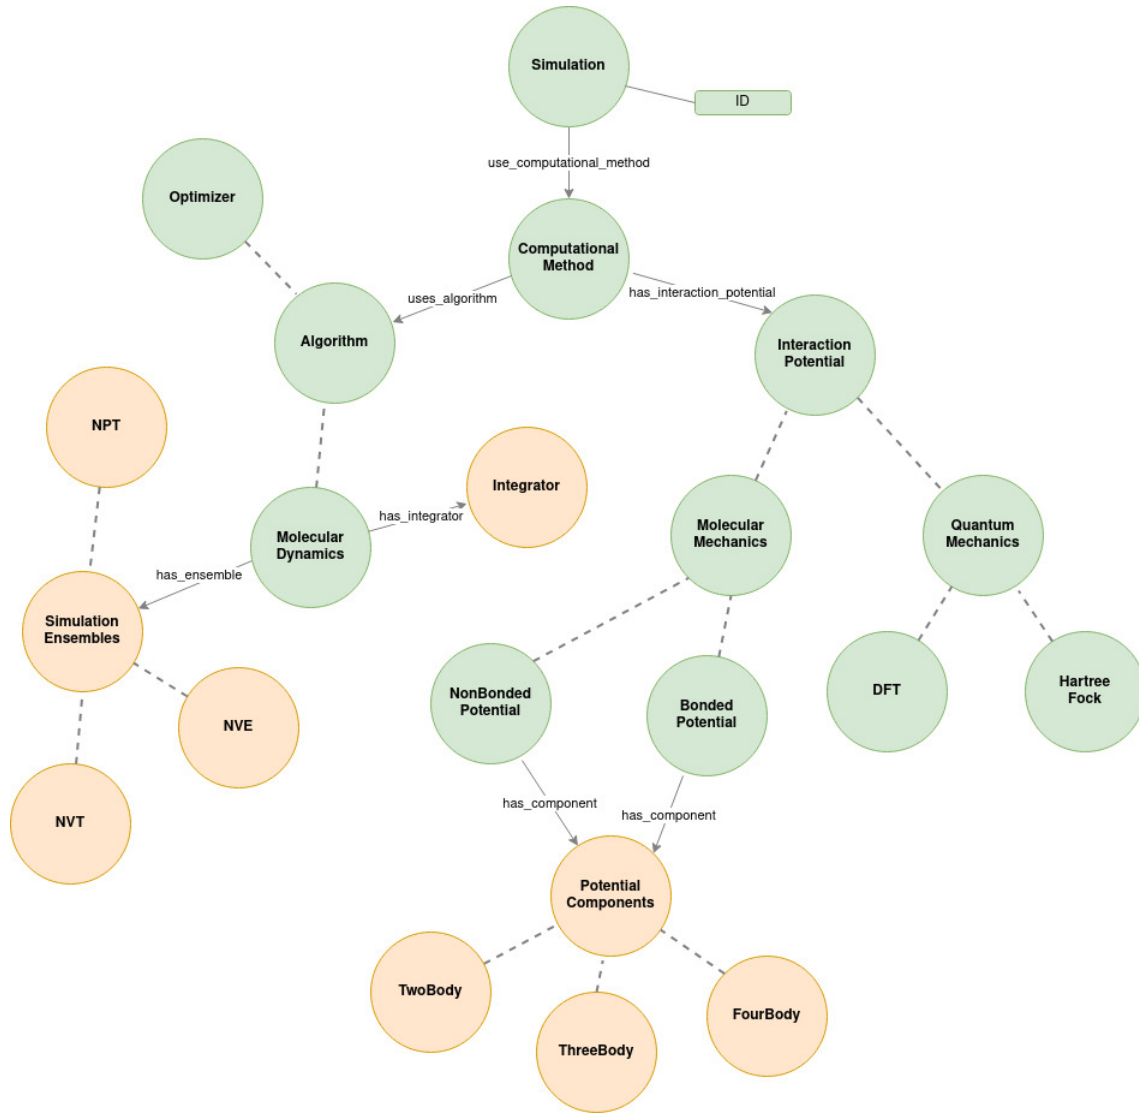 Simulation
ID
use_computational_method
Optimizer
Computational
Method
uses_algorithm
has_interaction_potential
Algorithm
Interaction
Potential
NPT
Integrator
has_integrator
Molecular
Dynamics
Molecular
Mechanics
Quantum
Mechanics
has_ensemble
Simulation
Ensembles
NonBonded
Potential
Bonded
Potential
DFT
Hartree
Fock
NVE
NVT
has_component
has_component
Potential
Components
TwoBody
ThreeBody
FourBody